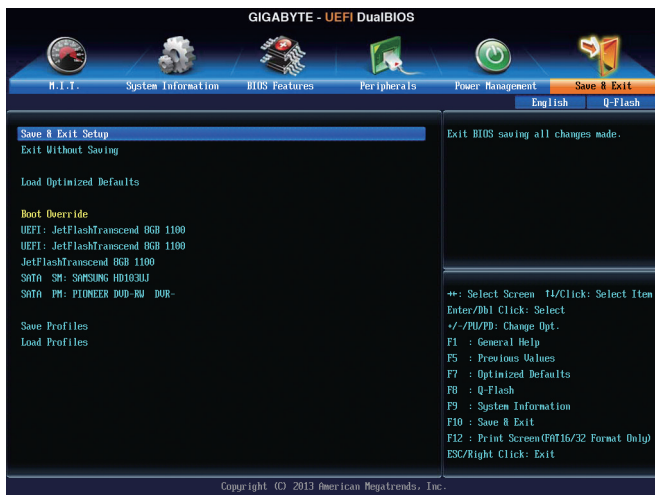 GIGABYTE - UEFI DualBIOS
M.I.T. System Information BIOS Features Peripherals Power Management Save & Exit
English Q-Flash
Save & Exit Setup
Exit Without Saving
Load Optimized Defaults
Boot Override
UEFI: JetFlashTranscend 8GB 1100
UEFI: JetFlashTranscend 8GB 1100
JetFlashTranscend 8GB 1100
SATA SM: SAMSUNG HD103UJ
SATA PM: PIONEER DVD-RW DVR-
Save Profiles
Load Profiles
Exit BIOS saving all changes made.
→←: Select Screen ↑↓/Click: Select Item
Enter/Dbl Click: Select
+/-/PU/PD: Change Opt.
F1 : General Help
F5 : Previous Values
F7 : Optimized Defaults
F8 : Q-Flash
F9 : System Information
F10 : Save & Exit
F12 : Print Screen(FAT16/32 Format Only)
ESC/Right Click: Exit
Copyright (C) 2013 American Megatrends, Inc.